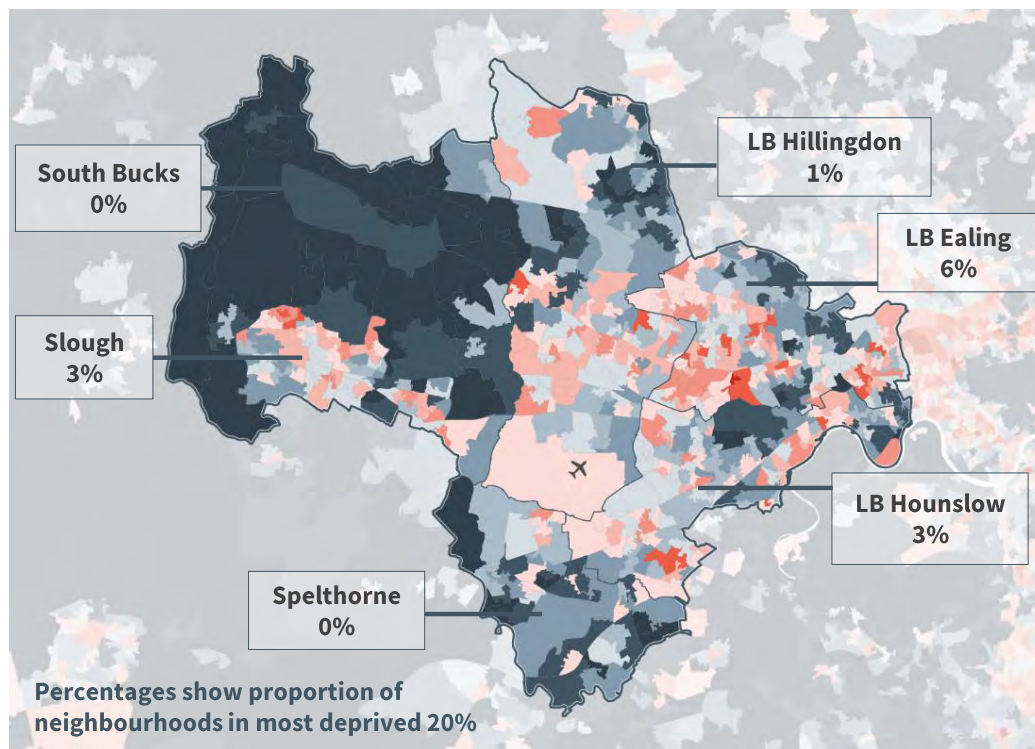 South Bucks
0%
LB Hillingdon
1%
LB Ealing
6%
Slough
3%
LB Hounslow
3%
Spelthorne
0%
Percentages show proportion of
neighbourhoods in most deprived 20%